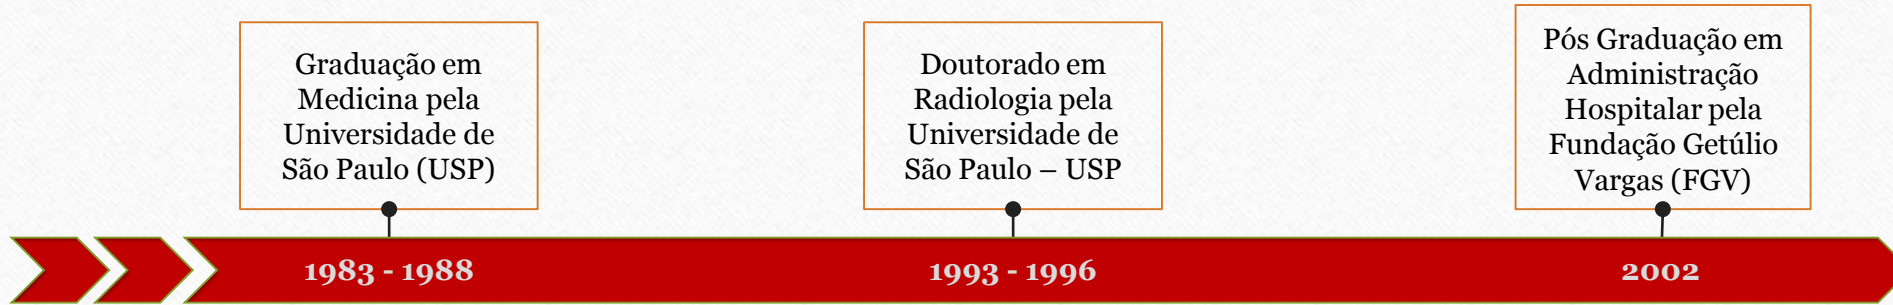 Graduação em
Medicina pela
Universidade de
São Paulo (USP)
Doutorado em
Radiologia pela
Universidade de
São Paulo – USP
Pós Graduação em
Administração
Hospitalar pela
Fundação Getúlio
Vargas (FGV)
1983 - 1988
1993 - 1996
2002